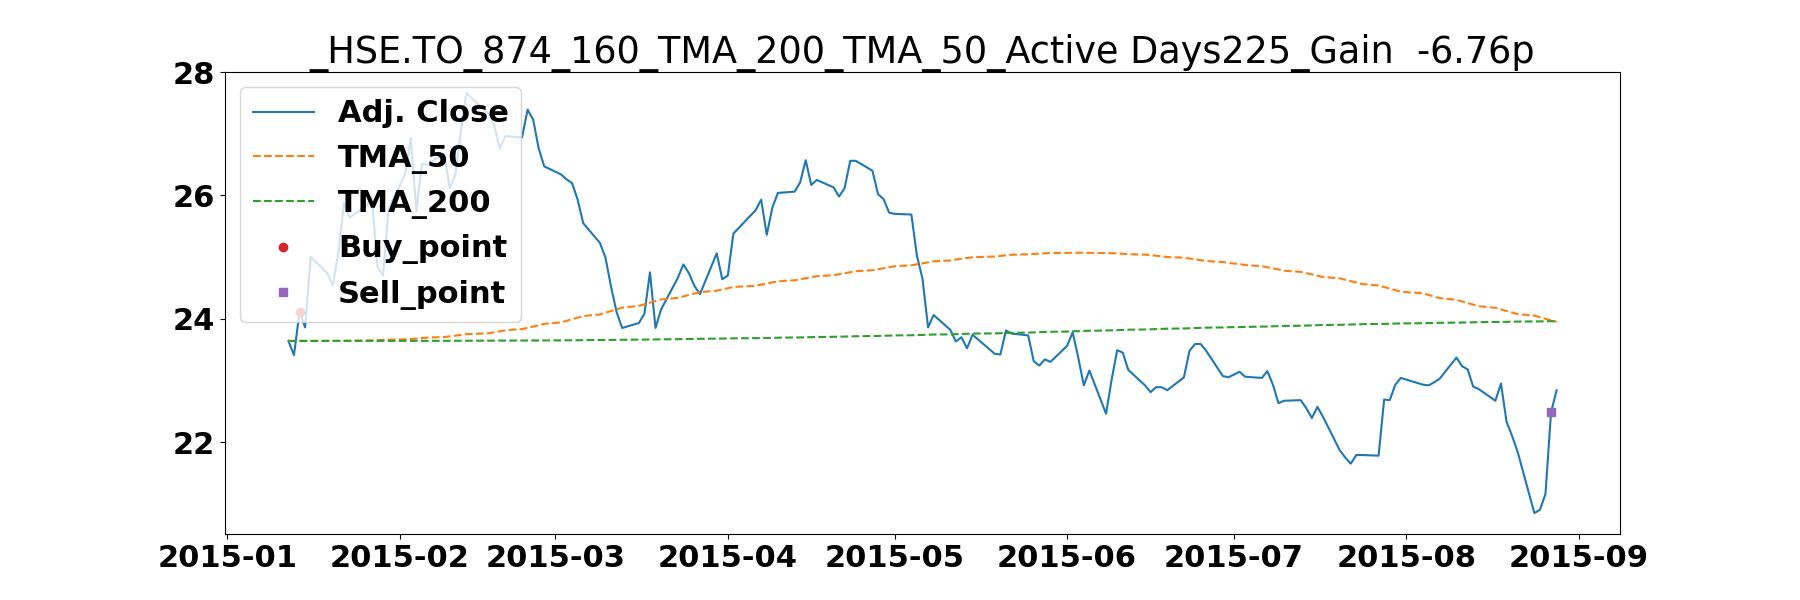 _HSE.TO_874_160_TMA_200_TMA_50_Active Days225_Gain  -6.76p
28
26
24
22
Adj. Close
TMA_50
TMA_200
Buy_point
Sell_point
2015-01 2015-02 2015-03 2015-04 2015-05 2015-06 2015-07 2015-08 2015-09